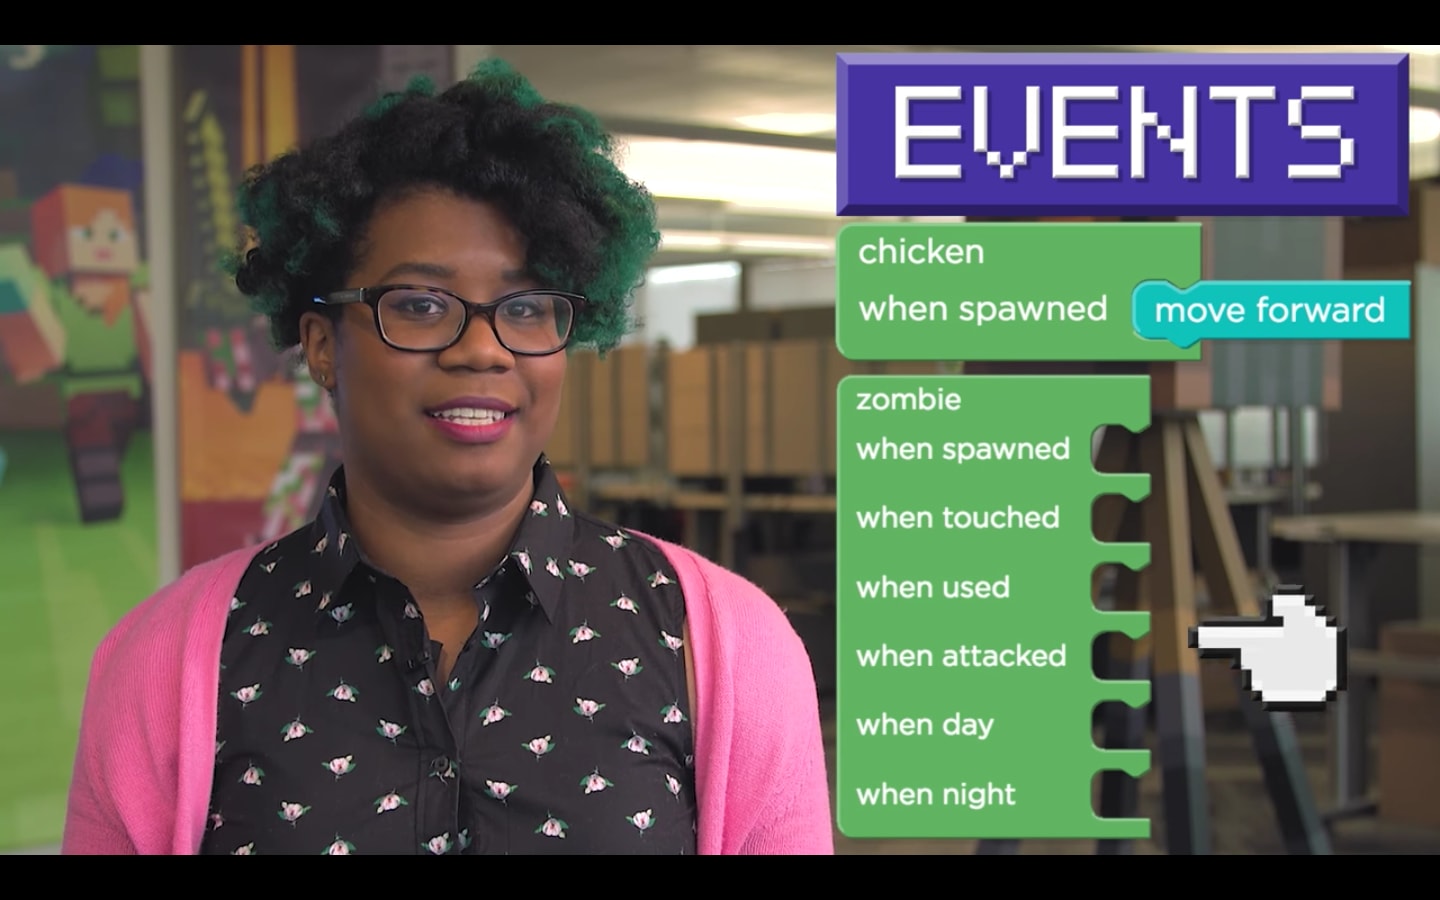 EVENTS
chicken
when spawned move forward
zombie
when spawned
when touched
when used
when attacked
when day
when night